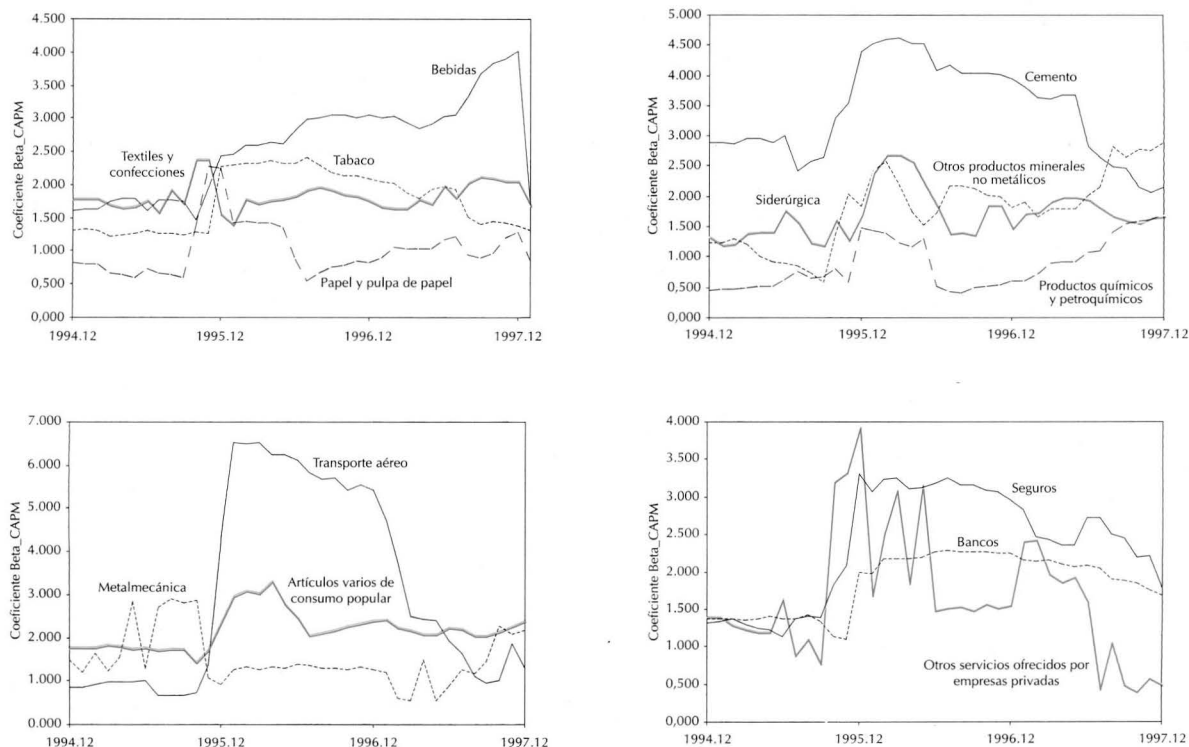 Coeficiente Beta_CAPM
4.500
4.000
3.500
3.000
2.500
2.000
1.500
1.000
0.500
0,000
Bebidas
Textiles y
confecciones
Tabaco
Papel y pulpa de papel
1994.12
1995.12
1996.12
1997.12
Coeficiente Beta_CAPM
5.000
4.500
4.000
3.500
3.000
2.500
2.000
1.500
1.000
0,500
0,000
Cemento
Otros productos minerales
no metálicos
Siderúrgica
Productos químicos
y petroquímicos
1994.12
1995.12
1996.12
1997.12
Coeficiente Beta_CAPM
7.000
6.000
5.000
4.000
3.000
2.000
1.000
0.000
Transporte aéreo
Metalmecánica
Artículos varios de
consumo popular
1994.12
1995.12
1996.12
1997.12
Coeficiente Beta_CAPM
4.000
3.500
3.000
2.500
2.000
1.500
1.000
0,500
0,000
Seguros
Bancos
Otros servicios ofrecidos por
empresas privadas
1994.12
1995.12
1996.12
1997.12